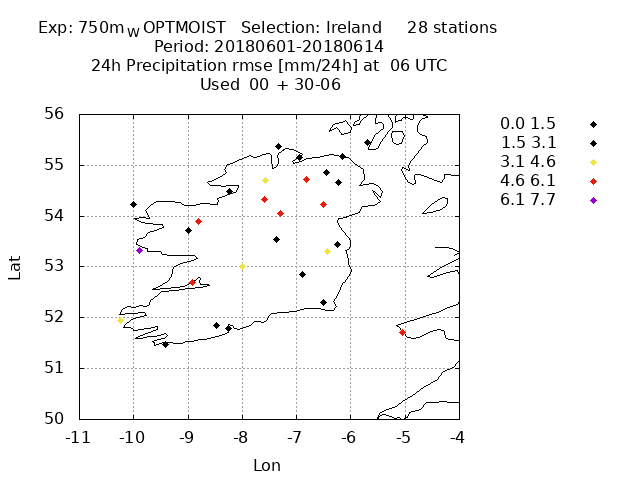 Exp: 750m_W OPTMOIST Selection: Ireland 28 stations
Period: 20180601-20180614
24h Precipitation rmse [mm/24h] at 06 UTC
Used 00 + 30-06
0.0 1.5
1.5 3.1
3.1 4.6
4.6 6.1
6.1 7.7
56
55
54
53
52
51
50
Lat
-11 -10 -9 -8 -7 -6 -5 -4
Lon